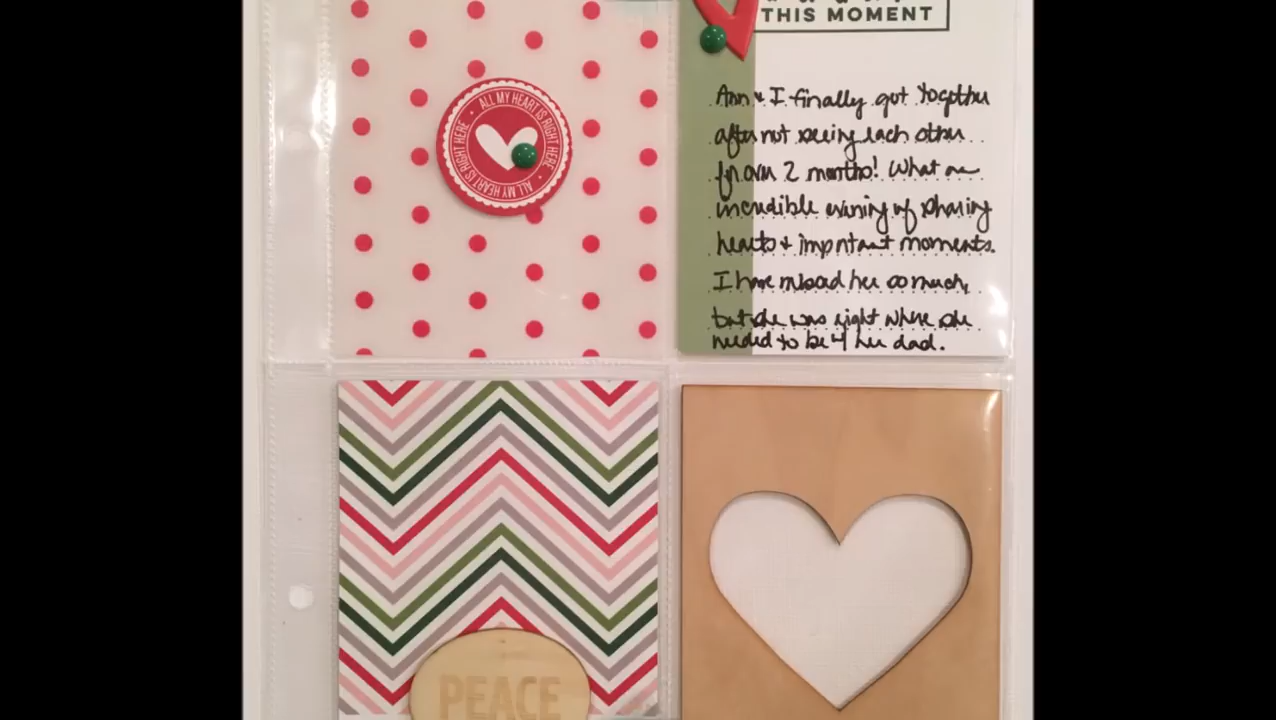 THIS MOMENT
ALL MY HEART IS RIGHT HERE • ALL MY HEART IS RIGHT HERE •
Ann & I finally got together
after not seeing each other
for over 2 months! What an
incredible evening of sharing
hearts & important moments.
I have missed her so much,
but she was right where she
needed to be 4 her dad.
PEACE